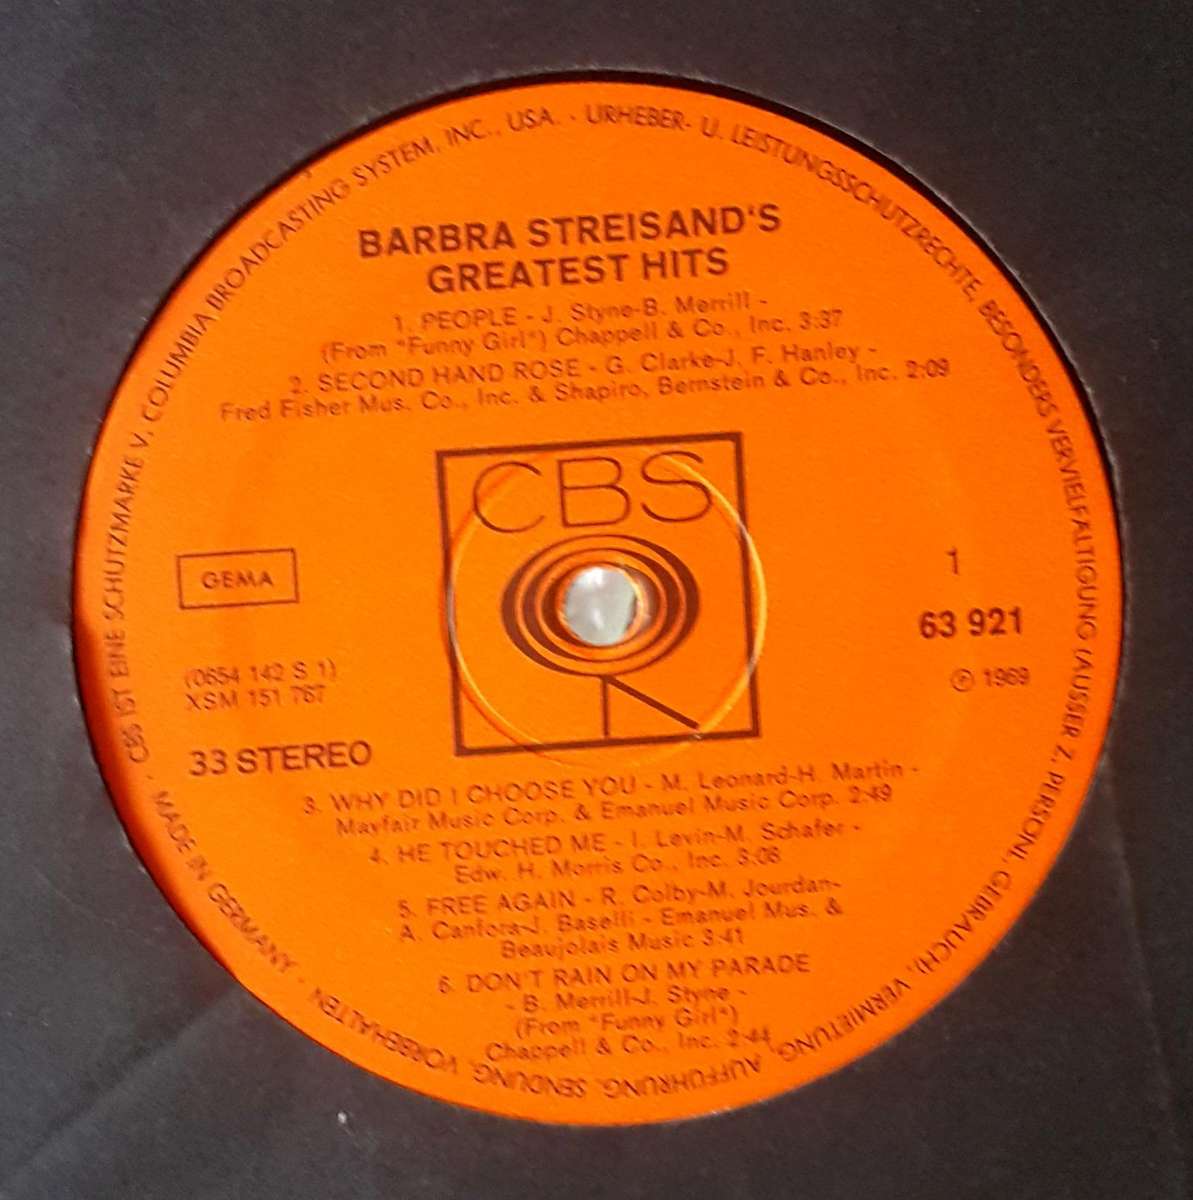 BARBRA STREISAND'S
GREATEST HITS
1. PEOPLE - J. Styne-B. Merrill -
(From "Funny Girl") Chappell & Co., Inc. 3:37
2. SECOND HAND ROSE - G. Clarke-J. F. Hanley -
Fred Fisher Mus. Co., Inc. & Shapiro, Bernstein & Co., Inc. 2:09
CBS
GEMA
1
63 921
(0654 142 S 1)
XSM 151 787
℗ 1969
33 STEREO
3. WHY DID I CHOOSE YOU - M. Leonard-H. Martin -
Mayfair Music Corp. & Emanuel Music Corp. 2:49
4. HE TOUCHED ME - I. Levin-M. Schafer -
Edw. H. Morris Co., Inc. 3:08
5. FREE AGAIN - R. Colby-M. Jourdan-
A. Canfora-J. Baselli - Emanuel Mus. &
Beaujolais Music 3:41
6. DON'T RAIN ON MY PARADE
- B. Merrill-J. Styne -
(From "Funny Girl")
Chappell & Co., Inc. 2:44
· CBS IST EINE SCHUTZMARKE V. COLUMBIA BROADCASTING SYSTEM, INC., USA. · URHEBER- U. LEISTUNGSSCHUTZRECHTE, BESONDERS VERVIELFÄLTIGUNG (AUSSER Z. PERSÖNL. GEBRAUCH), VERMIETUNG, AUFFÜHRUNG, SENDUNG, VORBEHALTEN · MADE IN GERMANY ·